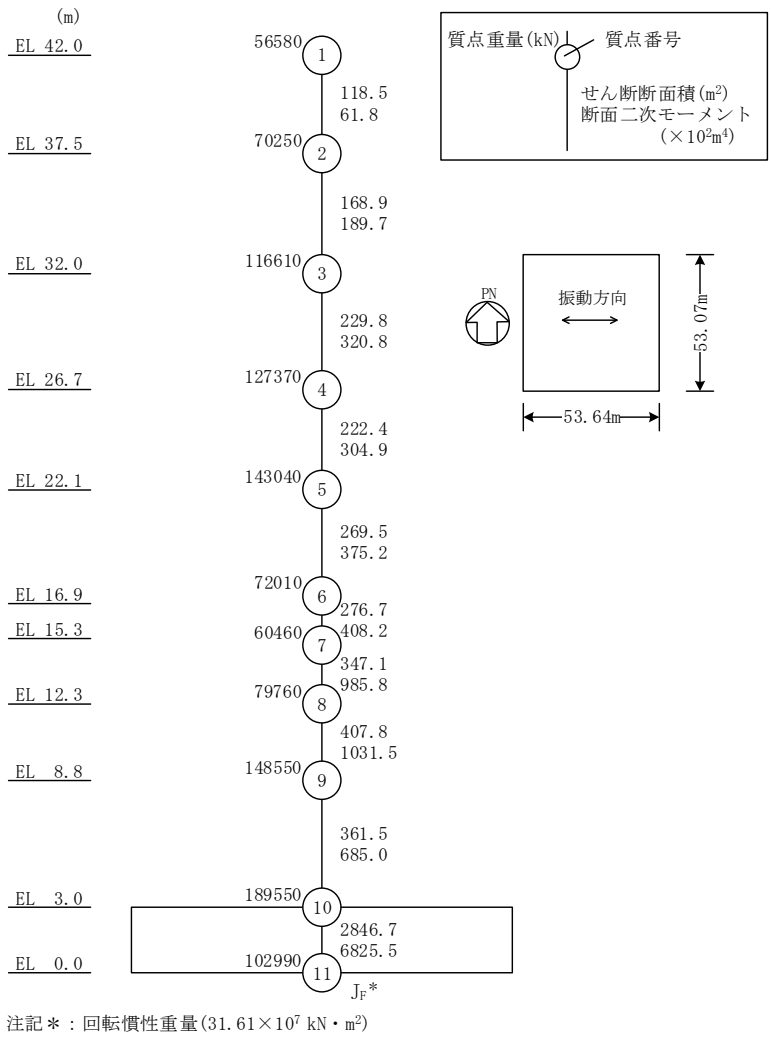 (m)
EL 42.0
56580
1
118.5
61.8
EL 37.5
70250
2
168.9
189.7
EL 32.0
116610
3
229.8
320.8
EL 26.7
127370
4
222.4
304.9
EL 22.1
143040
5
269.5
375.2
EL 16.9
72010
6
276.7
408.2
EL 15.3
60460
7
347.1
985.8
EL 12.3
79760
8
407.8
1031.5
EL 8.8
148550
9
361.5
685.0
EL 3.0
189550
10
2846.7
6825.5
EL 0.0
102990
11
J_F*
質点重量(kN)
質点番号
せん断断面積(m²)
断面二次モーメント
(×10²m⁴)
PN
振動方向
53.07m
53.64m
注記*:回転慣性重量(31.61×10⁷ kN・m²)